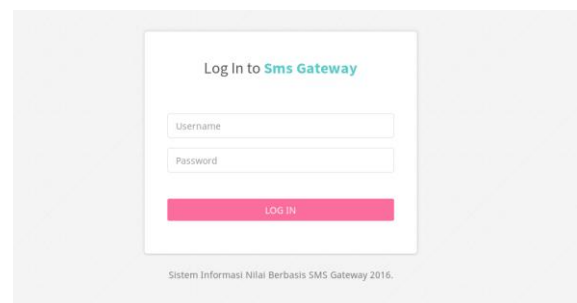 Log In to Sms Gateway
Username
Password
LOG IN
Sistem Informasi Nilai Berbasis SMS Gateway 2016.